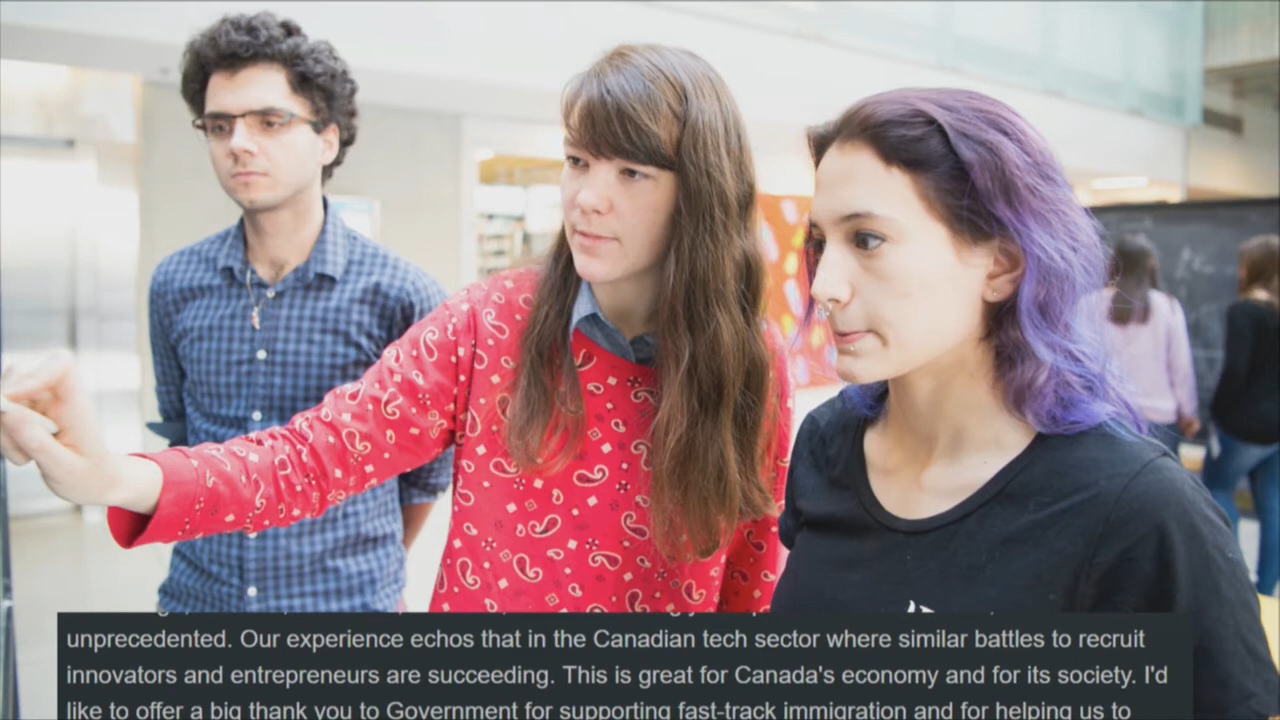 unprecedented. Our experience echos that in the Canadian tech sector where similar battles to recruit
innovators and entrepreneurs are succeeding. This is great for Canada's economy and for its society. I'd
like to offer a big thank you to Government for supporting fast-track immigration and for helping us to